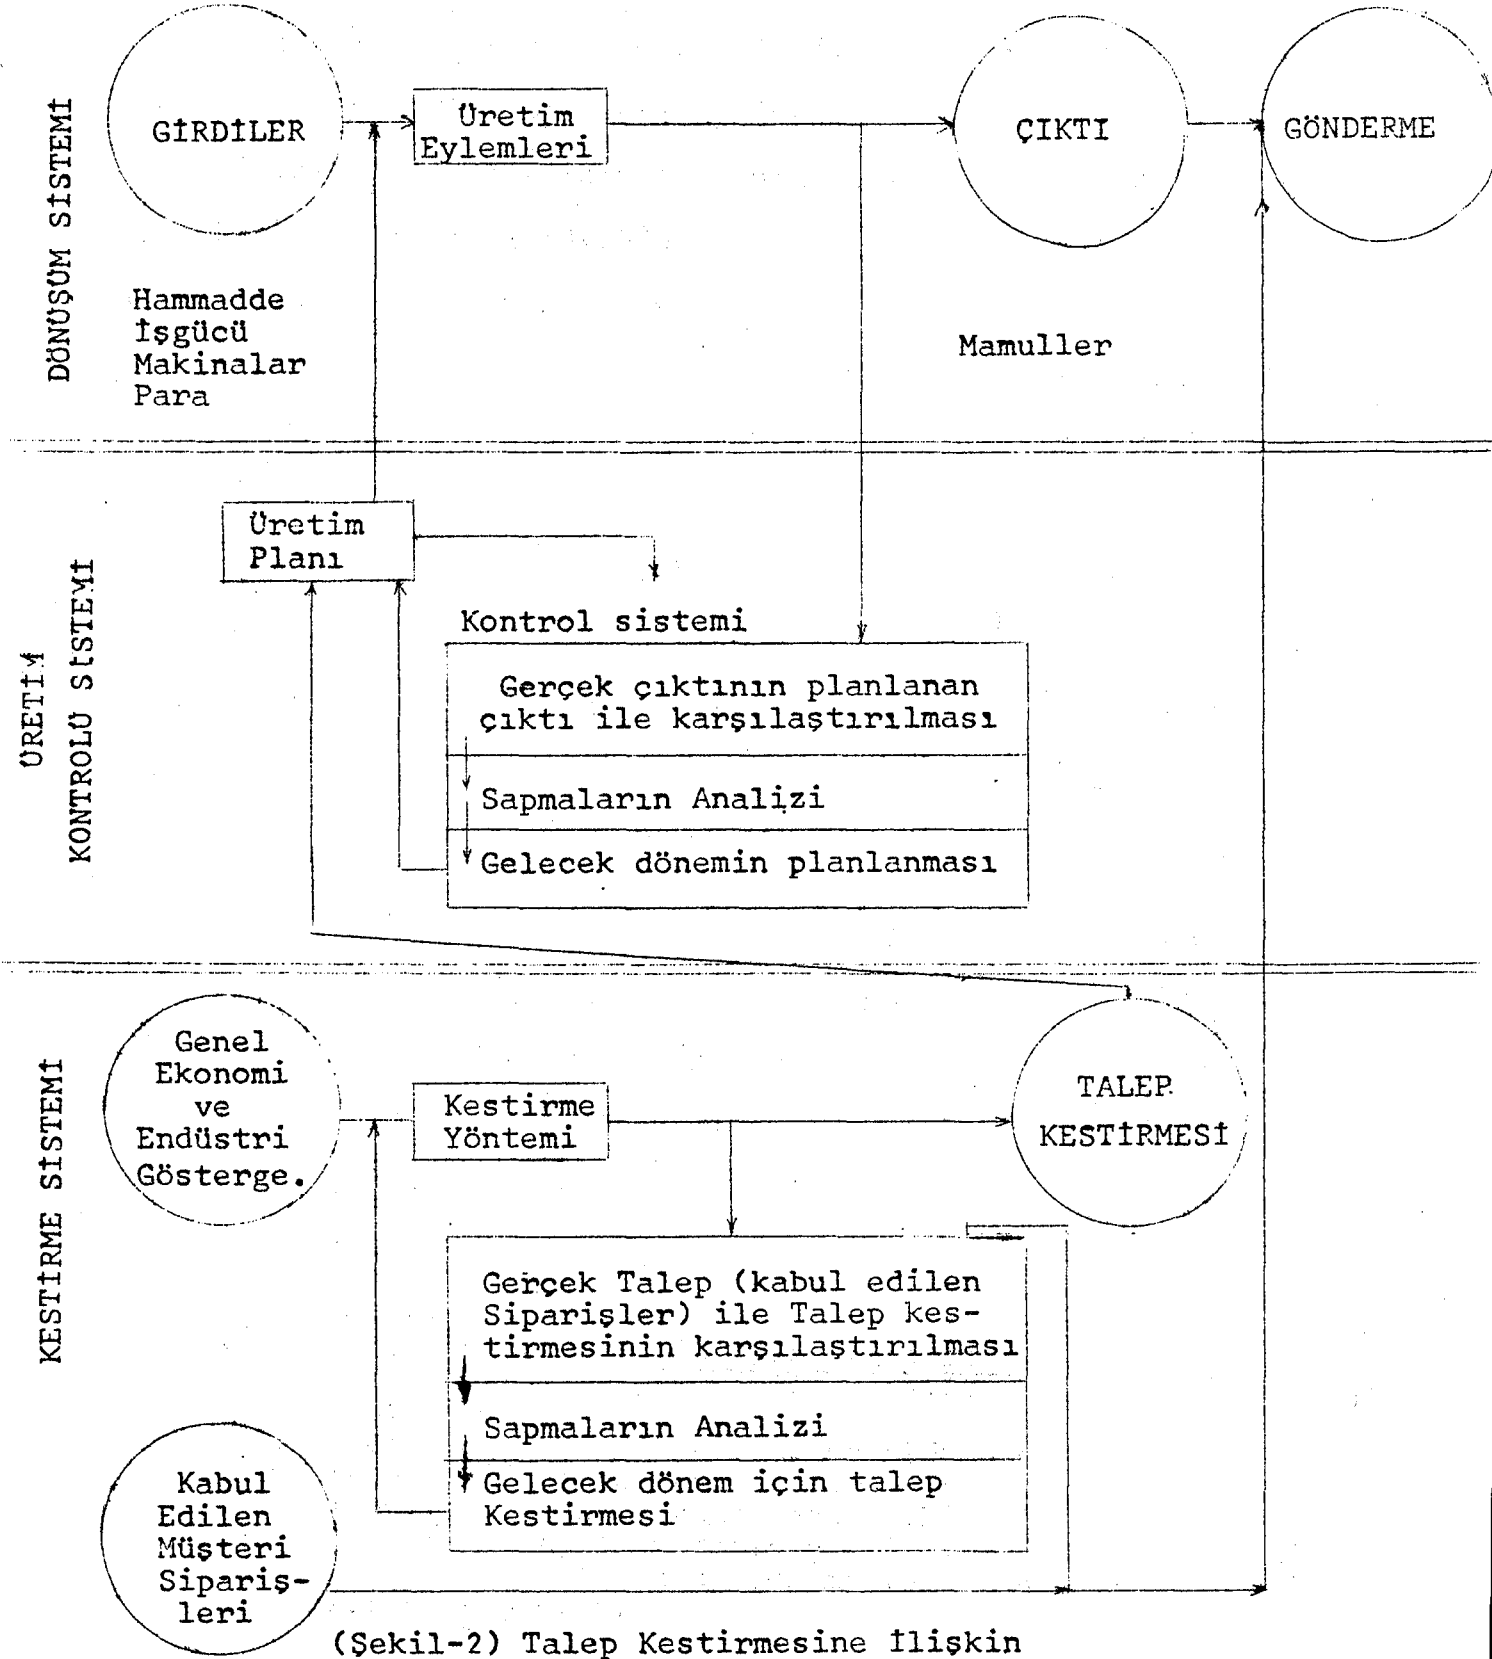 DÖNÜŞÜM SİSTEMİ
GİRDİLER
Üretim
Eylemleri
ÇIKTI
GÖNDERME
Hammadde
İşgücü
Makinalar
Para
Mamuller
ÜRETİM
KONTROLÜ SİSTEMİ
Üretim
Planı
Kontrol sistemi
Gerçek çıktının planlanan
çıktı ile karşılaştırılması
Sapmaların Analizi
Gelecek dönemin planlanması
KESTİRME SİSTEMİ
Genel
Ekonomi
ve
Endüstri
Gösterge.
Kestirme
Yöntemi
TALEP
KESTİRMESİ
Gerçek Talep (kabul edilen
Siparişler) ile Talep kes-
tirmesinin karşılaştırılması
Sapmaların Analizi
Gelecek dönem için talep
Kestirmesi
Kabul
Edilen
Müşteri
Sipariş-
leri
(Şekil-2) Talep Kestirmesine İlişkin